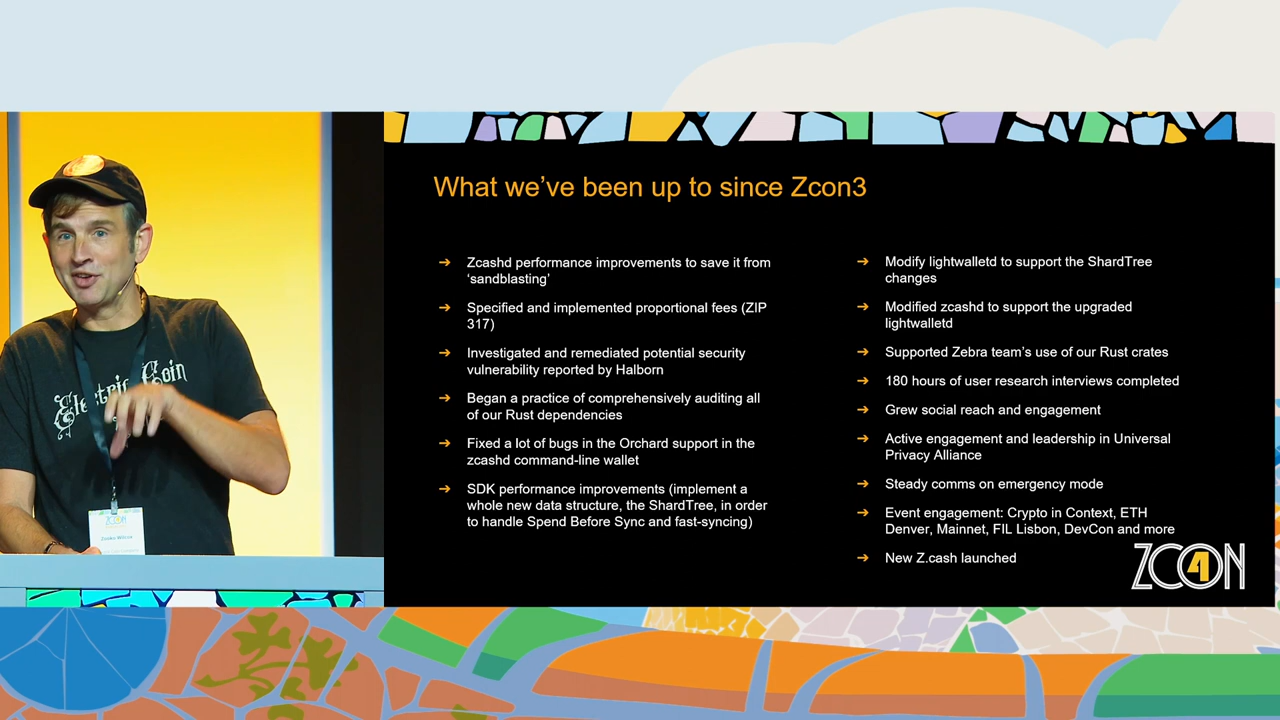 Electric Coin
ZCON4
Zooko Wilcox
What we've been up to since Zcon3
➔ Zcashd performance improvements to save it from
'sandblasting'
➔ Specified and implemented proportional fees (ZIP
317)
➔ Investigated and remediated potential security
vulnerability reported by Halborn
➔ Began a practice of comprehensively auditing all
of our Rust dependencies
➔ Fixed a lot of bugs in the Orchard support in the
zcashd command-line wallet
➔ SDK performance improvements (implement a
whole new data structure, the ShardTree, in order
to handle Spend Before Sync and fast-syncing)
➔ Modify lightwalletd to support the ShardTree
changes
➔ Modified zcashd to support the upgraded
lightwalletd
➔ Supported Zebra team's use of our Rust crates
➔ 180 hours of user research interviews completed
➔ Grew social reach and engagement
➔ Active engagement and leadership in Universal
Privacy Alliance
➔ Steady comms on emergency mode
➔ Event engagement: Crypto in Context, ETH
Denver, Mainnet, FIL Lisbon, DevCon and more
➔ New Z.cash launched
ZCON4